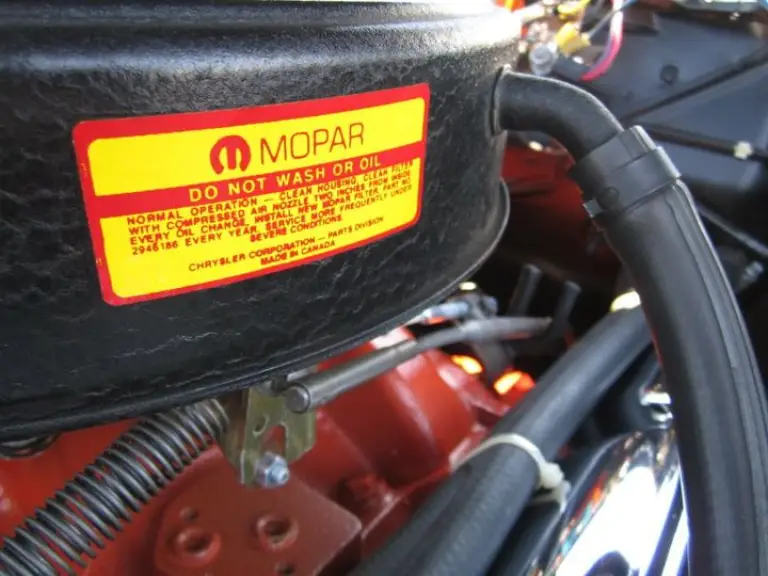 MOPAR
DO NOT WASH OR OIL
NORMAL OPERATION — CLEAN HOUSING, CLEAN FILTER
WITH COMPRESSED AIR NOZZLE TWO INCHES FROM INSIDE
EVERY OIL CHANGE. INSTALL NEW MOPAR FILTER, PART NO.
2946186 EVERY YEAR, SERVICE MORE FREQUENTLY UNDER
SEVERE CONDITIONS.
CHRYSLER CORPORATION — PARTS DIVISION
MADE IN CANADA